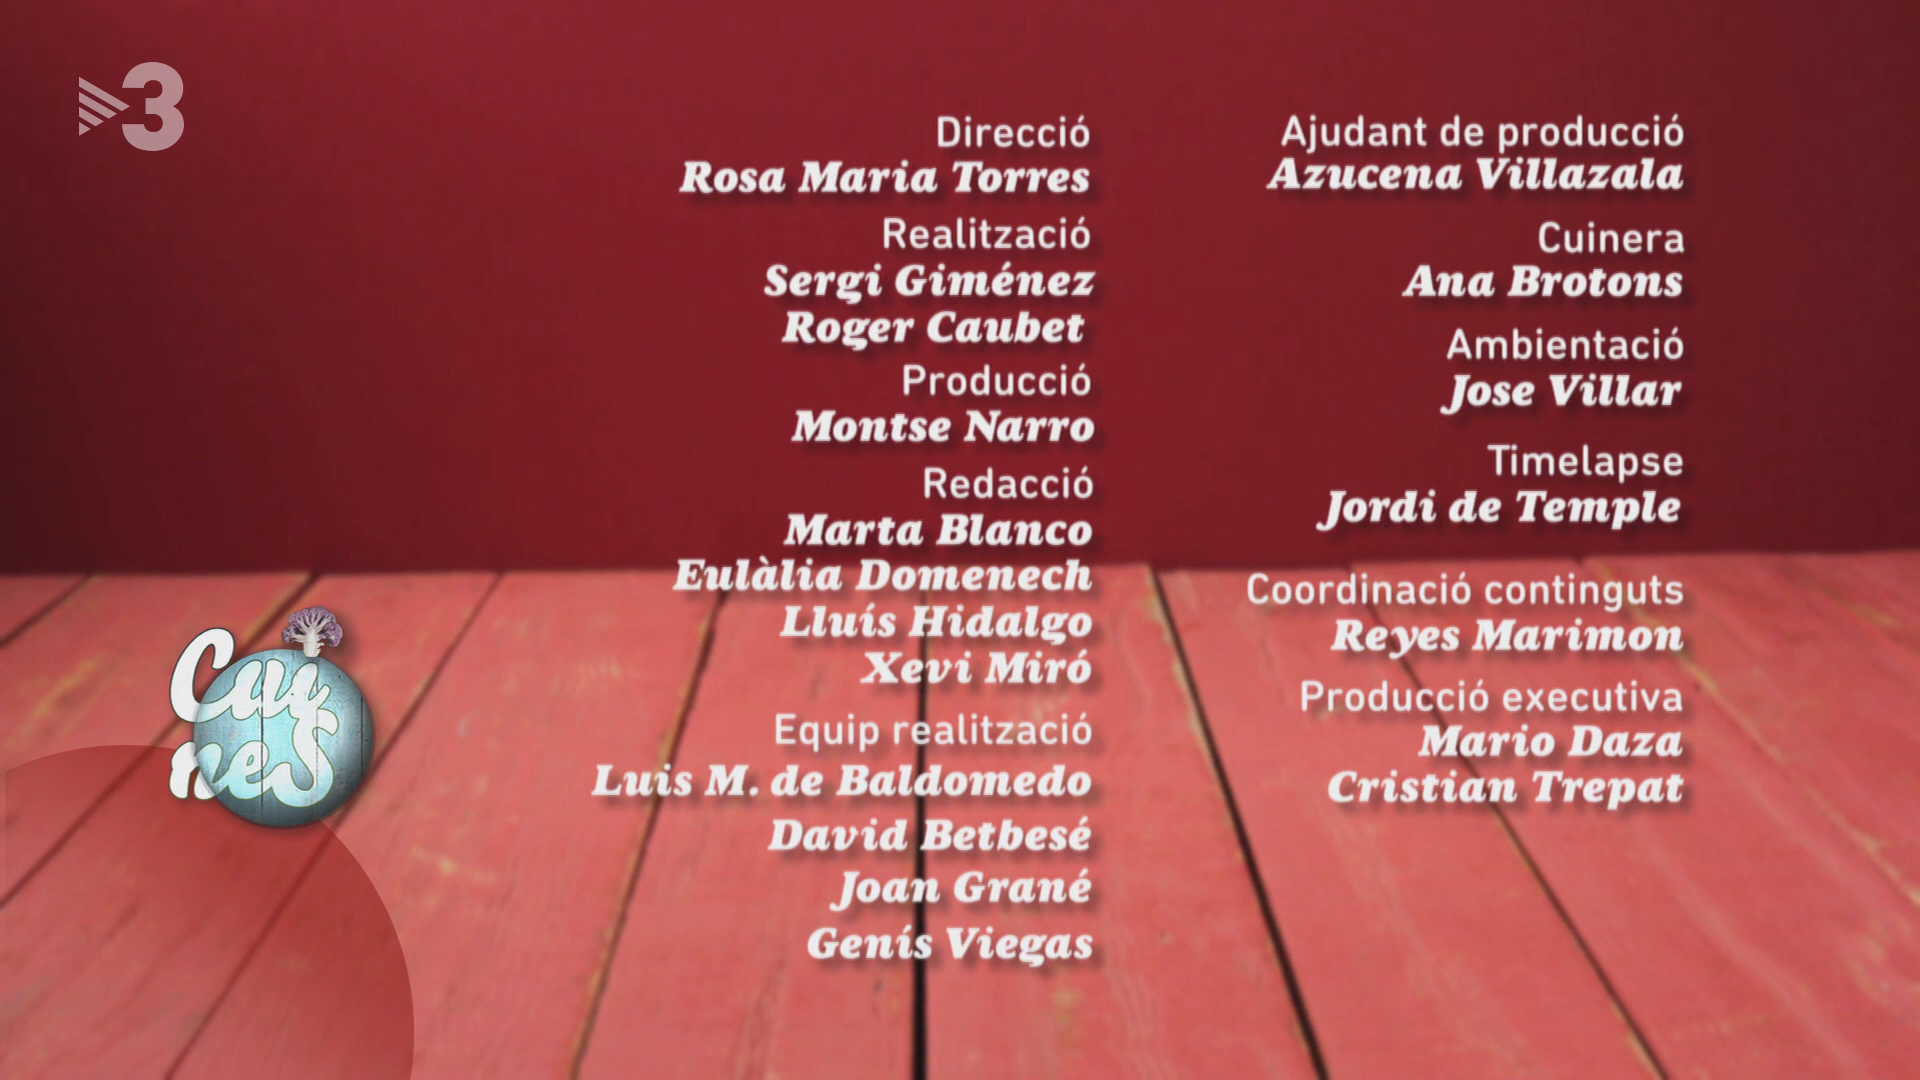 3
Direcció
Rosa Maria Torres
Realització
Sergi Giménez
Roger Caubet
Producció
Montse Narro
Redacció
Marta Blanco
Eulàlia Domenech
Lluís Hidalgo
Xevi Miró
Equip realització
Luis M. de Baldomedo
David Betbesé
Joan Grané
Genís Viegas
Ajudant de producció
Azucena Villazala
Cuinera
Ana Brotons
Ambientació
Jose Villar
Timelapse
Jordi de Temple
Coordinació continguts
Reyes Marimon
Producció executiva
Mario Daza
Cristian Trepat
Cui
nes